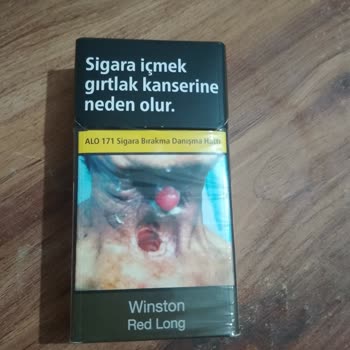 Sigara içmek
gırtlak kanserine
neden olur.
ALO 171 Sigara Bırakma Danışma Hattı
Winston
Red Long